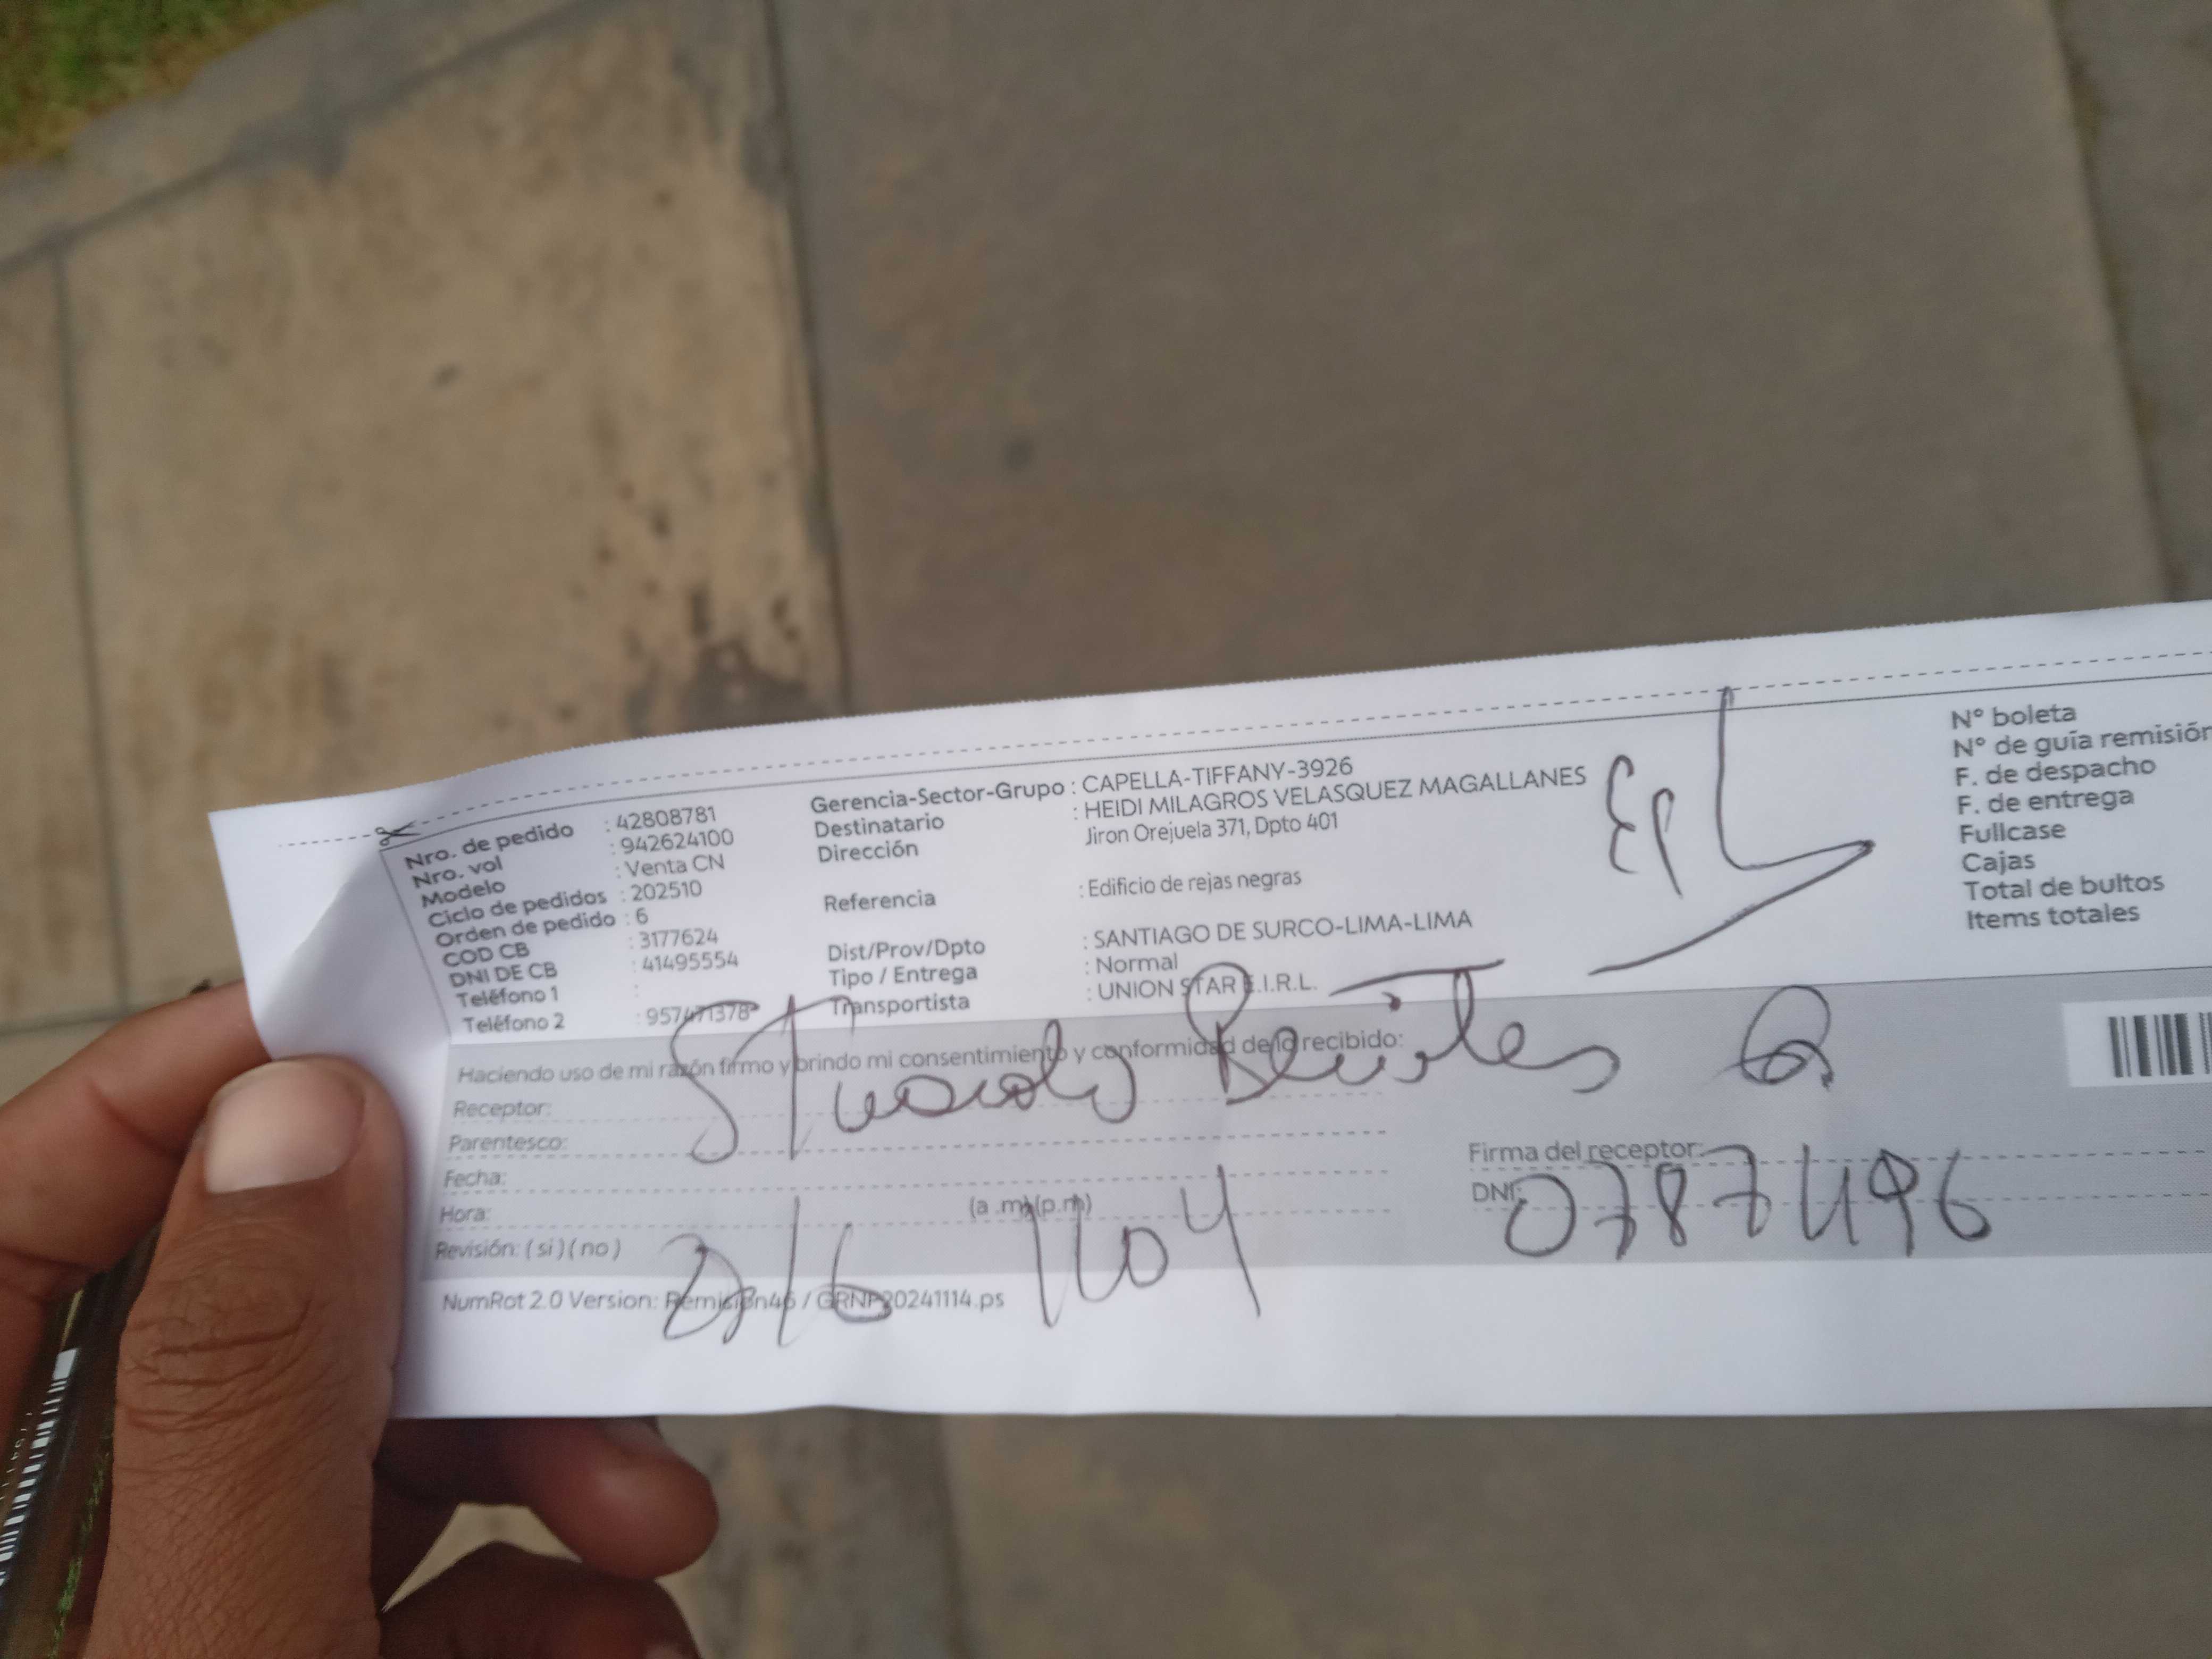 Nro. de pedido : 42808781
Nro. vol : 942624100
Modelo : Venta CN
Ciclo de pedidos : 202510
Orden de pedido : 6
COD CB : 3177624
DNI DE CB : 41495554
Teléfono 1 :
Teléfono 2 : 957471378
Gerencia-Sector-Grupo : CAPELLA-TIFFANY-3926
Destinatario : HEIDI MILAGROS VELASQUEZ MAGALLANES
Dirección Jiron Orejuela 371, Dpto 401
Referencia : Edificio de rejas negras
Dist/Prov/Dpto : SANTIAGO DE SURCO-LIMA-LIMA
Tipo / Entrega : Normal
Transportista : UNION STAR E.I.R.L.
N° boleta
N° de guía remisión
F. de despacho
F. de entrega
Fullcase
Cajas
Total de bultos
Items totales
Haciendo uso de mi razón firmo y brindo mi consentimiento y conformidad de lo recibido:
Receptor:
Parentesco:
Fecha:
Hora: (a .m) (p.m)
Revisión: ( si ) ( no )
Firma del receptor:
DNI: 07874496
1104
NumRot 2.0 Version: Remision46 / GRNP20241114.ps